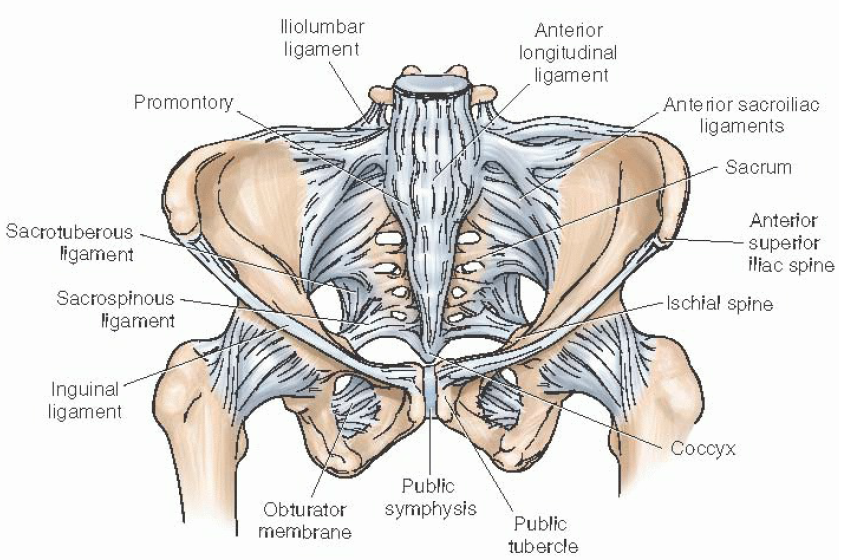 Iliolumbar
ligament
Anterior
longitudinal
ligament
Promontory
Anterior sacroiliac
ligaments
Sacrum
Sacrotuberous
ligament
Anterior
superior
iliac spine
Sacrospinous
ligament
Ischial spine
Inguinal
ligament
Coccyx
Obturator
membrane
Public
symphysis
Public
tubercle